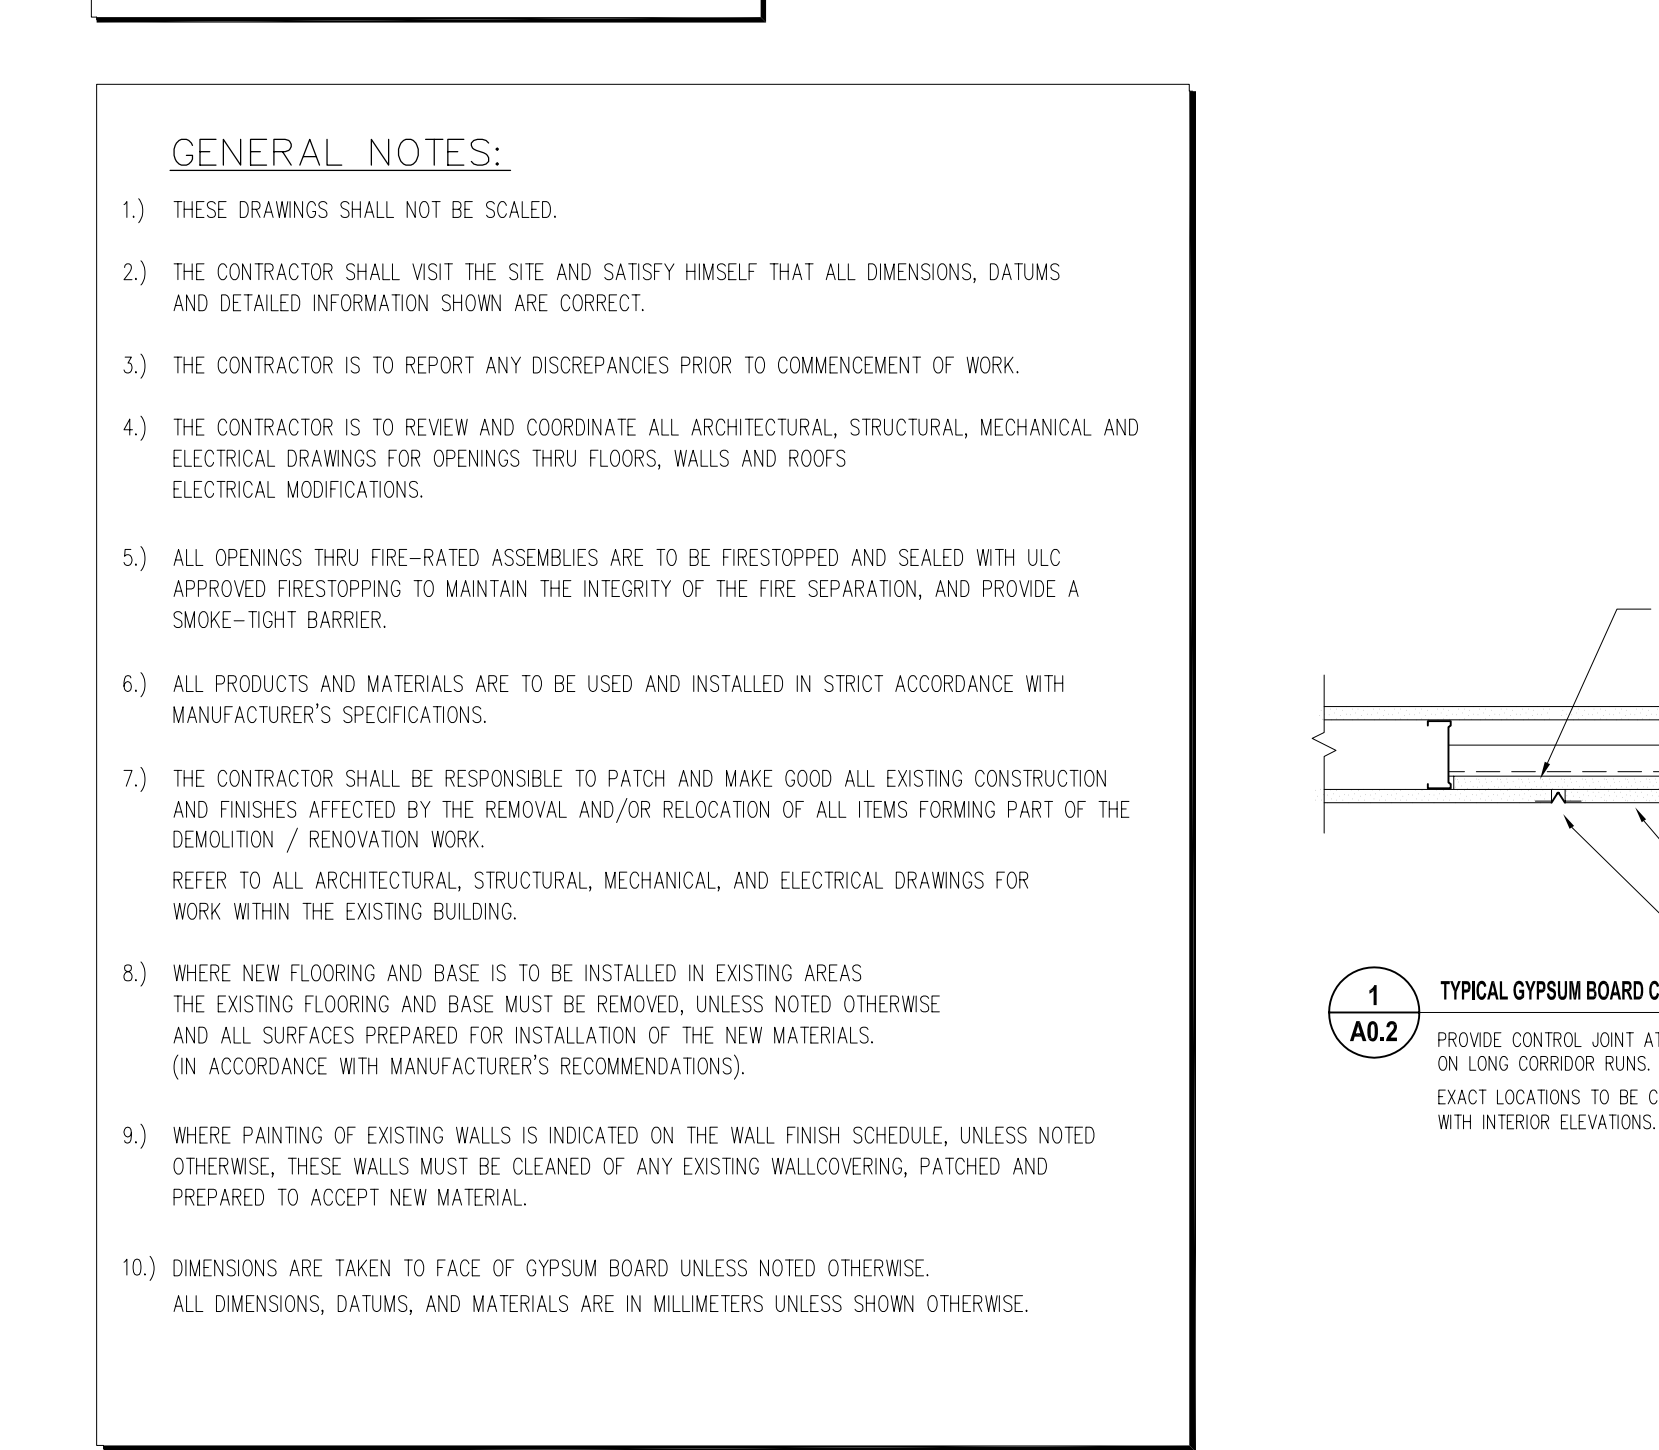 GENERAL NOTES:
1.) THESE DRAWINGS SHALL NOT BE SCALED.
2.) THE CONTRACTOR SHALL VISIT THE SITE AND SATISFY HIMSELF THAT ALL DIMENSIONS, DATUMS
AND DETAILED INFORMATION SHOWN ARE CORRECT.
3.) THE CONTRACTOR IS TO REPORT ANY DISCREPANCIES PRIOR TO COMMENCEMENT OF WORK.
4.) THE CONTRACTOR IS TO REVIEW AND COORDINATE ALL ARCHITECTURAL, STRUCTURAL, MECHANICAL AND
ELECTRICAL DRAWINGS FOR OPENINGS THRU FLOORS, WALLS AND ROOFS
ELECTRICAL MODIFICATIONS.
5.) ALL OPENINGS THRU FIRE-RATED ASSEMBLIES ARE TO BE FIRESTOPPED AND SEALED WITH ULC
APPROVED FIRESTOPPING TO MAINTAIN THE INTEGRITY OF THE FIRE SEPARATION, AND PROVIDE A
SMOKE-TIGHT BARRIER.
6.) ALL PRODUCTS AND MATERIALS ARE TO BE USED AND INSTALLED IN STRICT ACCORDANCE WITH
MANUFACTURER'S SPECIFICATIONS.
7.) THE CONTRACTOR SHALL BE RESPONSIBLE TO PATCH AND MAKE GOOD ALL EXISTING CONSTRUCTION
AND FINISHES AFFECTED BY THE REMOVAL AND/OR RELOCATION OF ALL ITEMS FORMING PART OF THE
DEMOLITION / RENOVATION WORK.
REFER TO ALL ARCHITECTURAL, STRUCTURAL, MECHANICAL, AND ELECTRICAL DRAWINGS FOR
WORK WITHIN THE EXISTING BUILDING.
8.) WHERE NEW FLOORING AND BASE IS TO BE INSTALLED IN EXISTING AREAS
THE EXISTING FLOORING AND BASE MUST BE REMOVED, UNLESS NOTED OTHERWISE
AND ALL SURFACES PREPARED FOR INSTALLATION OF THE NEW MATERIALS.
(IN ACCORDANCE WITH MANUFACTURER'S RECOMMENDATIONS).
9.) WHERE PAINTING OF EXISTING WALLS IS INDICATED ON THE WALL FINISH SCHEDULE, UNLESS NOTED
OTHERWISE, THESE WALLS MUST BE CLEANED OF ANY EXISTING WALLCOVERING, PATCHED AND
PREPARED TO ACCEPT NEW MATERIAL.
10.) DIMENSIONS ARE TAKEN TO FACE OF GYPSUM BOARD UNLESS NOTED OTHERWISE.
ALL DIMENSIONS, DATUMS, AND MATERIALS ARE IN MILLIMETERS UNLESS SHOWN OTHERWISE.
1
A0.2
TYPICAL GYPSUM BOARD
PROVIDE CONTROL JOINT AT
ON LONG CORRIDOR RUNS.
EXACT LOCATIONS TO BE
WITH INTERIOR ELEVATIONS.